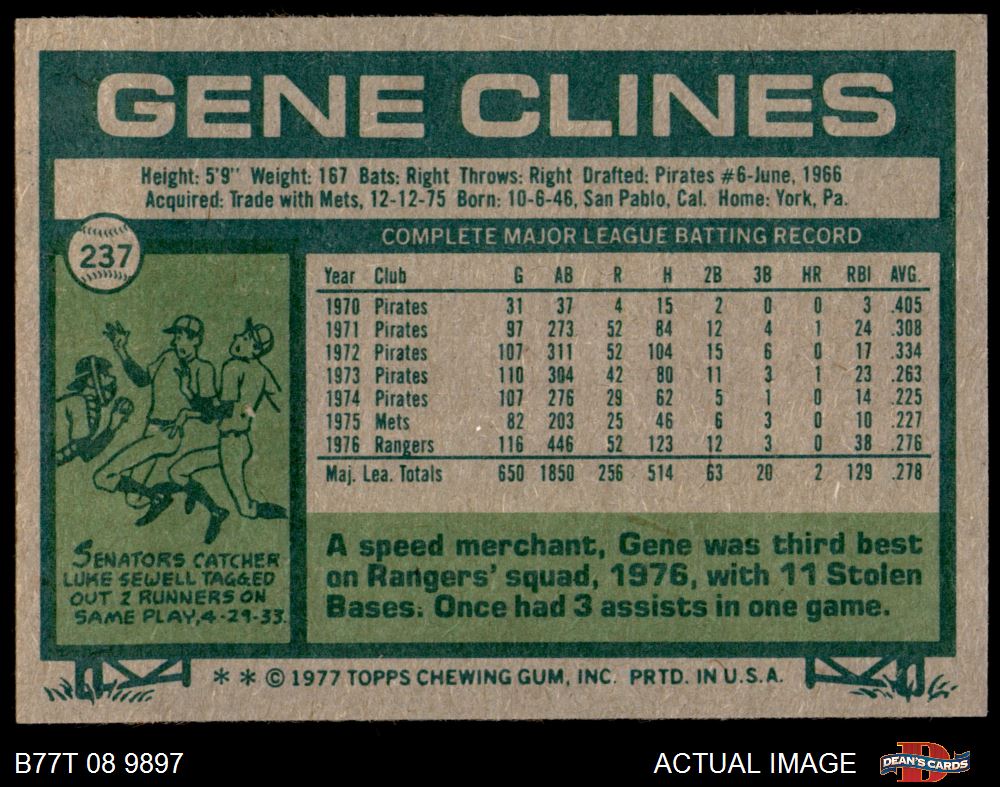 GENE CLINES
Height: 5'9" Weight: 167 Bats: Right Throws: Right Drafted: Pirates #6-June, 1966
Acquired: Trade with Mets, 12-12-75 Born: 10-6-46, San Pablo, Cal. Home: York, Pa.
237
COMPLETE MAJOR LEAGUE BATTING RECORD
Year Club G AB R H 2B 3B HR RBI AVG.
1970 Pirates 31 37 4 15 2 0 0 3 .405
1971 Pirates 97 273 52 84 12 4 1 24 .308
1972 Pirates 107 311 52 104 15 6 0 17 .334
1973 Pirates 110 304 42 80 11 3 1 23 .263
1974 Pirates 107 276 29 62 5 1 0 14 .225
1975 Mets 82 203 25 46 6 3 0 10 .227
1976 Rangers 116 446 52 123 12 3 0 38 .276
Maj. Lea. Totals 650 1850 256 514 63 20 2 129 .278
SENATORS CATCHER
LUKE SEWELL TAGGED
OUT 2 RUNNERS ON
SAME PLAY, 4-29-33.
A speed merchant, Gene was third best
on Rangers' squad, 1976, with 11 Stolen
Bases. Once had 3 assists in one game.
* * © 1977 TOPPS CHEWING GUM, INC. PRTD. IN U.S.A.
B77T 08 9897
ACTUAL IMAGE
D
DEAN'S CARDS